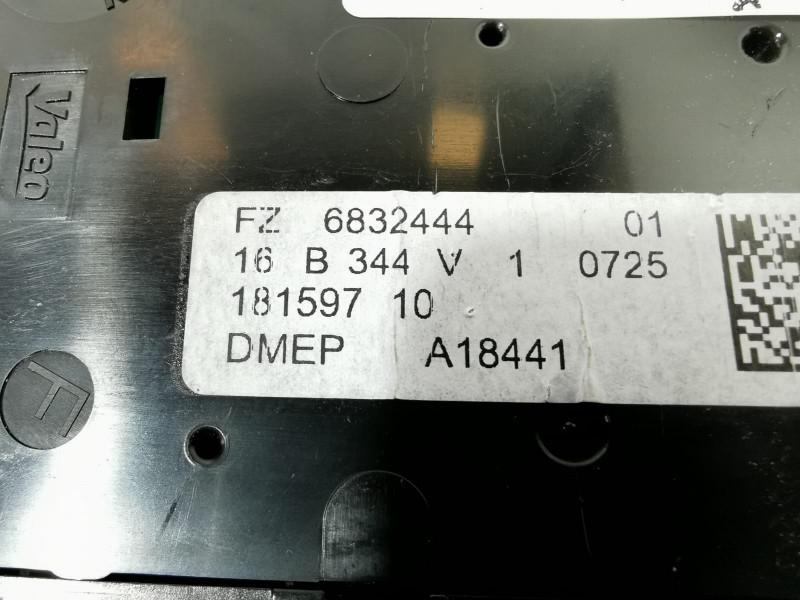 Valeo
FZ 6832444 01
16 B 344 V 1 0725
181597 10
DMEP A18441
F